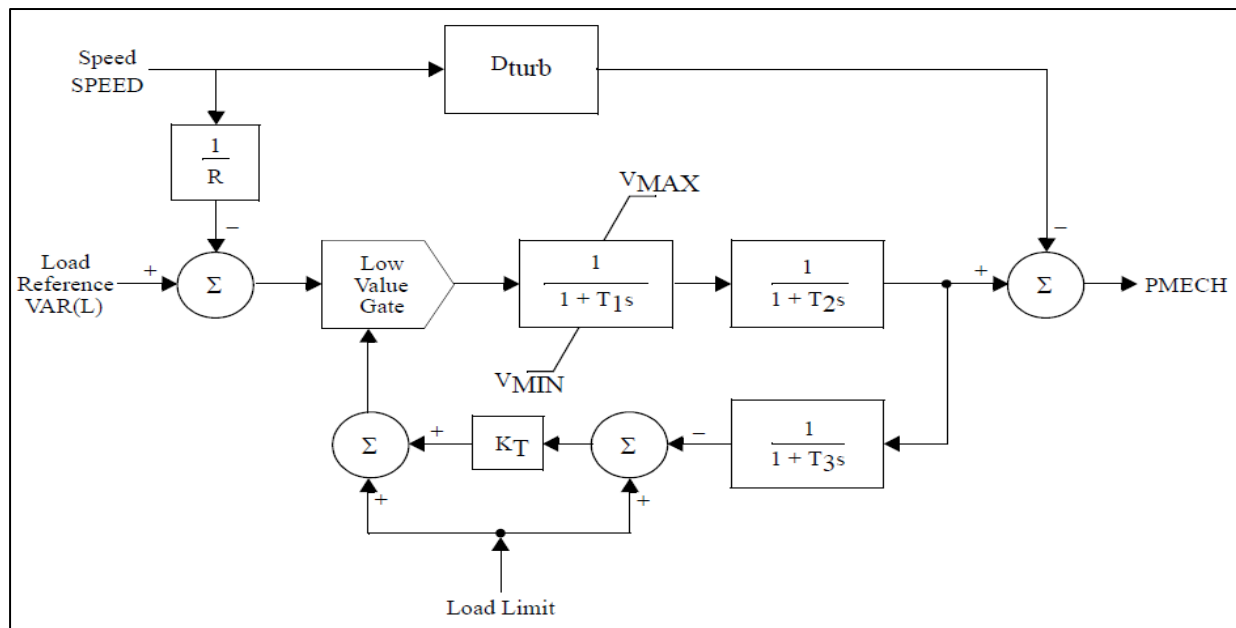 Speed
SPEED
Dturb
1
R
VMAX
–
–
Load
Reference
VAR(L)
+
Σ
Low
Value
Gate
1
1 + T1s
1
1 + T2s
+
Σ
PMECH
VMIN
Σ
+
KT
Σ
–
1
1 + T3s
+
+
Load Limit